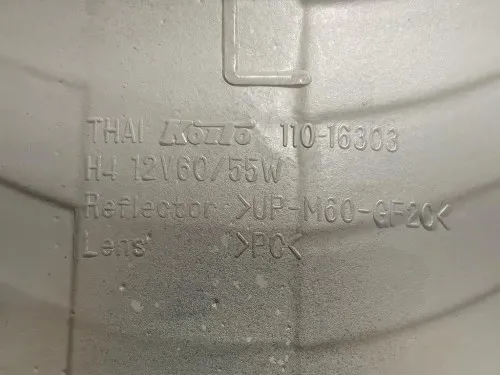 THAI KOITO 110-16303
H4 12V60/55W
Reflector >UP-M60-GF20<
Lens >PC<